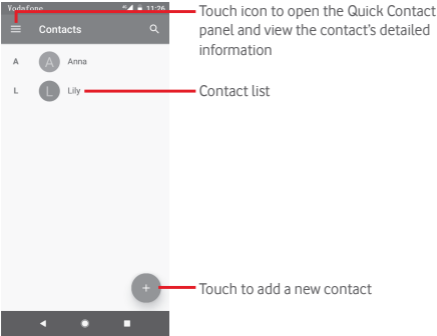 Vodafone 11:26
Contacts
A A Anna
L L Lily
+
Touch icon to open the Quick Contact
panel and view the contact's detailed
information
Contact list
Touch to add a new contact